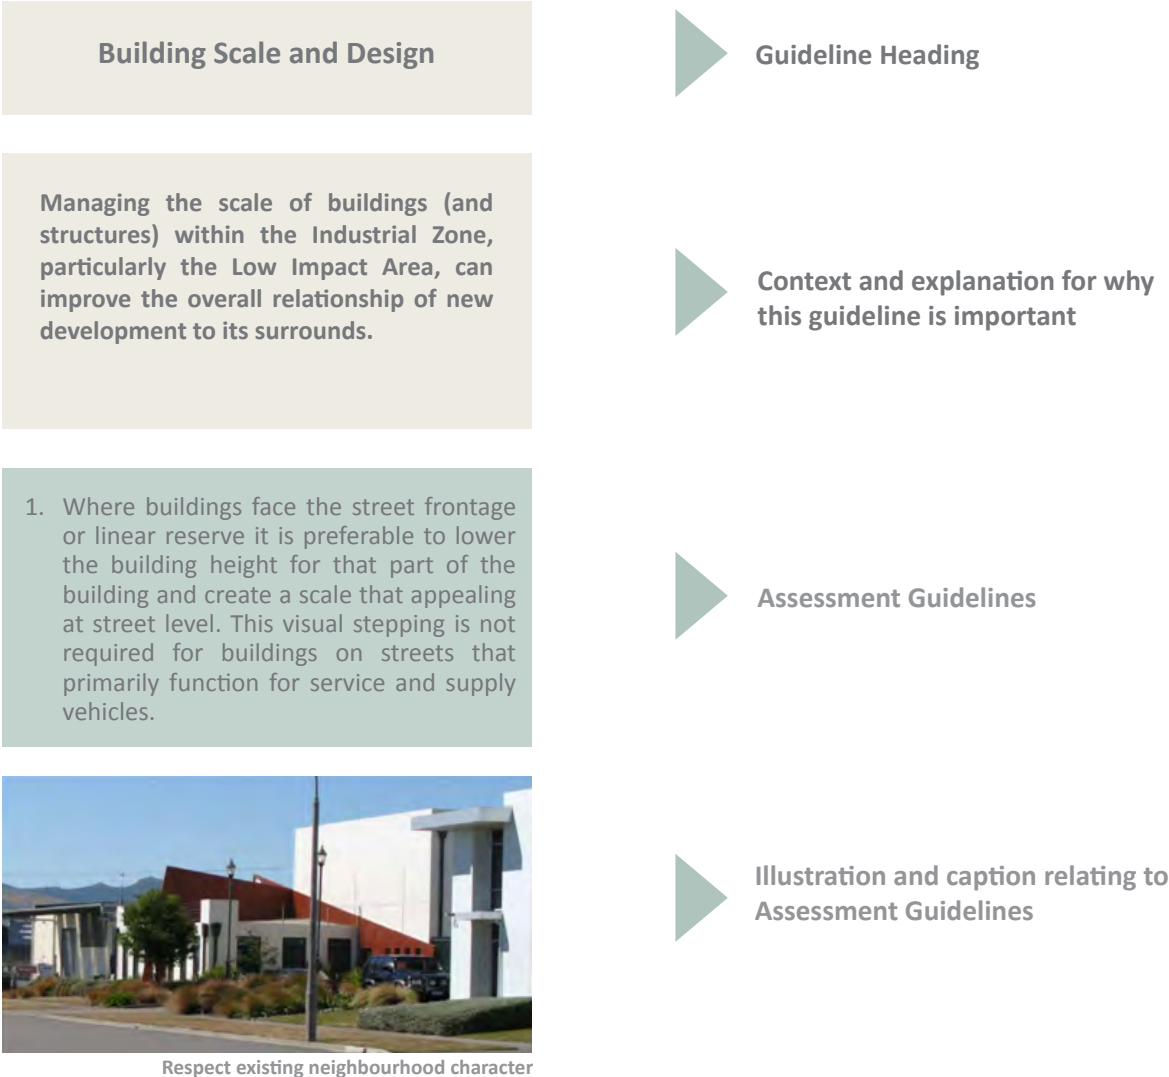 Building Scale and Design
Guideline Heading
Managing the scale of buildings (and
structures) within the Industrial Zone,
particularly the Low Impact Area, can
improve the overall relationship of new
development to its surrounds.
Context and explanation for why
this guideline is important
1. Where buildings face the street frontage
or linear reserve it is preferable to lower
the building height for that part of the
building and create a scale that appealing
at street level. This visual stepping is not
required for buildings on streets that
primarily function for service and supply
vehicles.
Assessment Guidelines
Illustration and caption relating to
Assessment Guidelines
Respect existing neighbourhood character